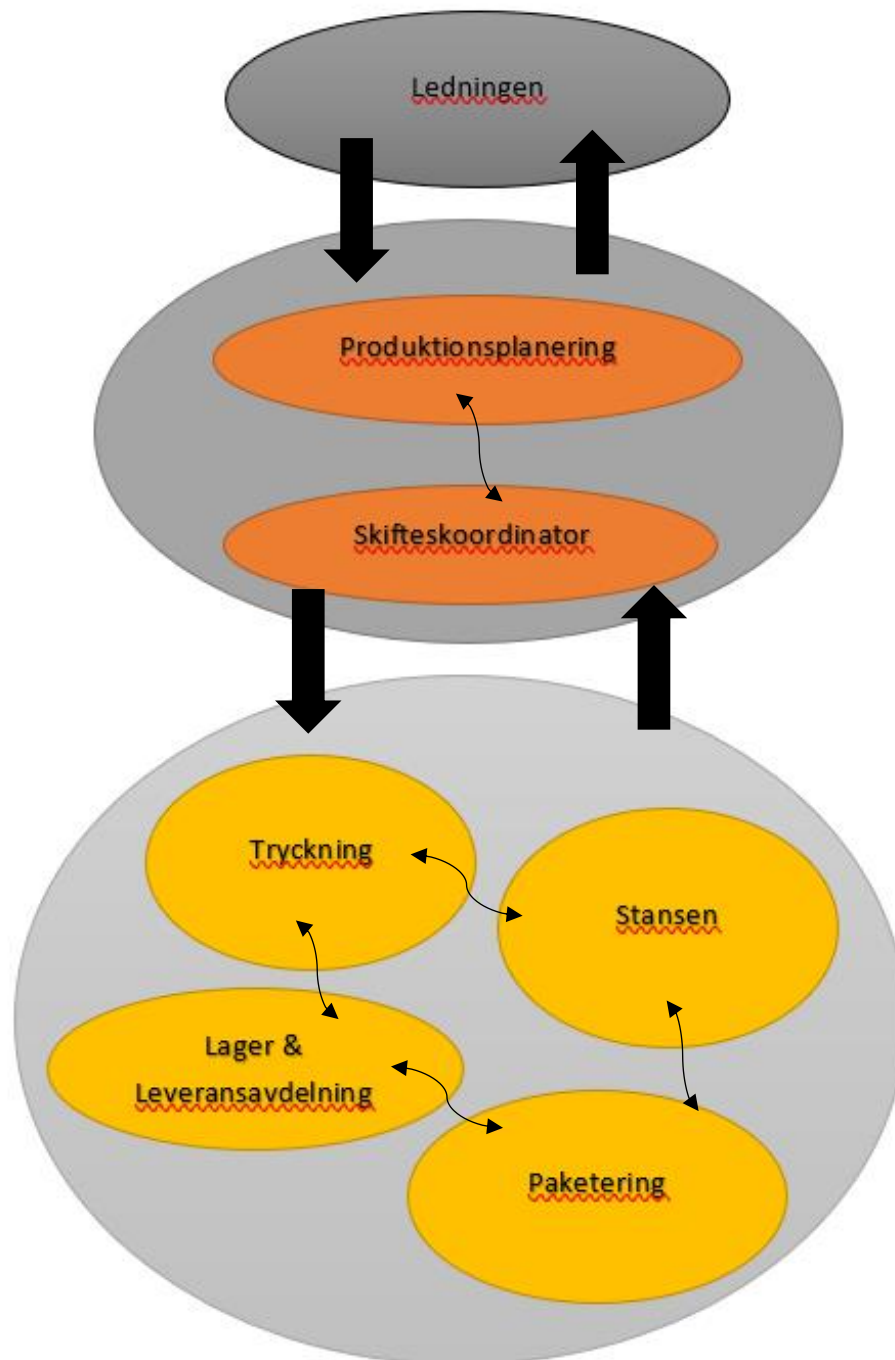 Ledningen
Produktionsplanering
Skifteskoordinator
Tryckning
Stansen
Lager &
Leveransavdelning
Paketering